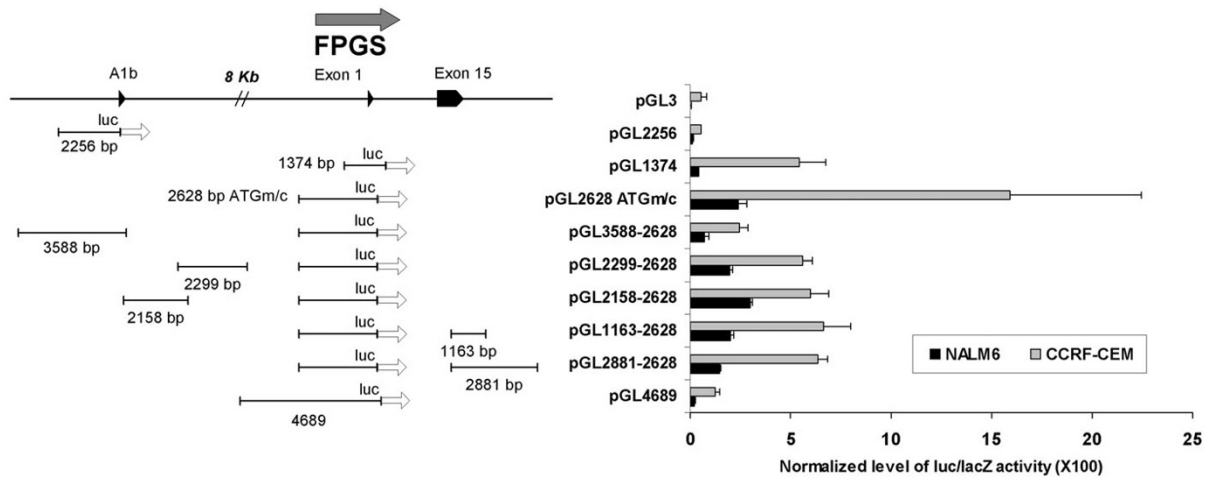 FPGS
A1b
8 Kb
Exon 1
Exon 15
luc
2256 bp
1374 bp
luc
2628 bp ATGm/c
luc
3588 bp
luc
2299 bp
luc
2158 bp
luc
luc
1163 bp
luc
2881 bp
luc
4689
pGL3
pGL2256
pGL1374
pGL2628 ATGm/c
pGL3588-2628
pGL2299-2628
pGL2158-2628
pGL1163-2628
pGL2881-2628
pGL4689
NALM6 CCRF-CEM
0 5 10 15 20 25
Normalized level of luc/lacZ activity (X100)